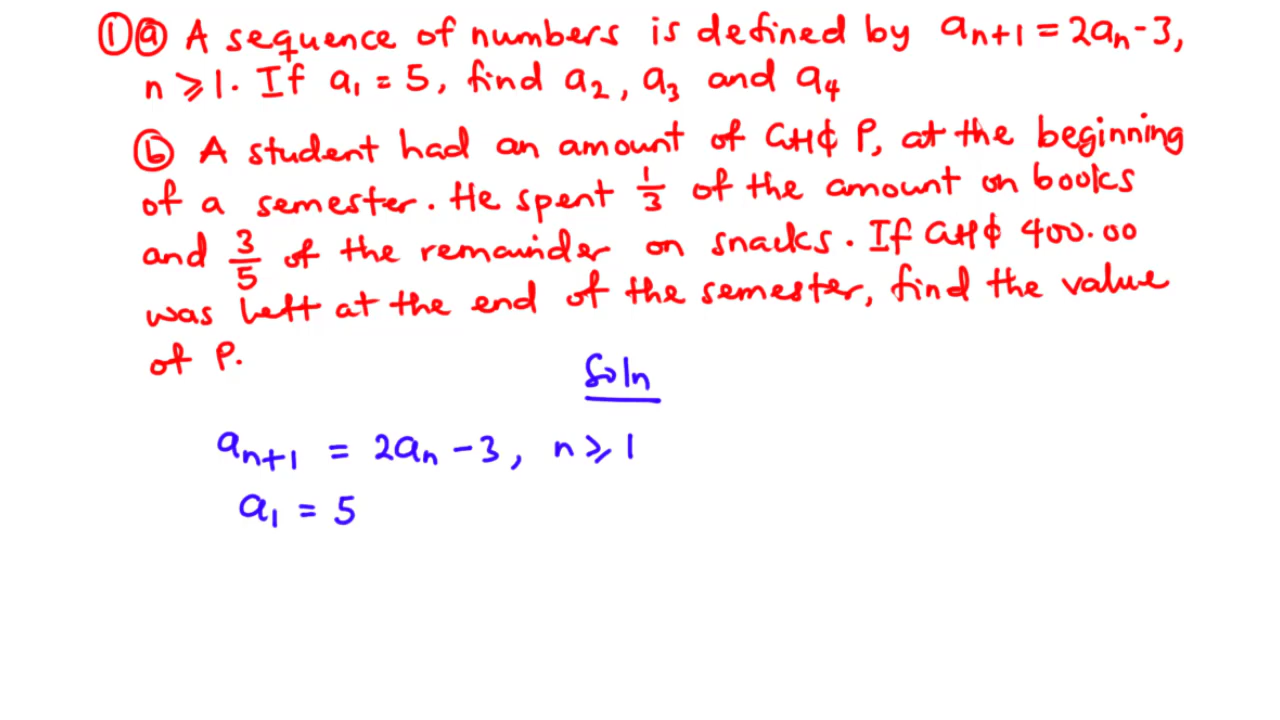 ① ⓐ A sequence of numbers is defined by aₙ₊₁ = 2aₙ - 3,
n ⩾ 1. If a₁ = 5, find a₂, a₃ and a₄
ⓑ A student had an amount of GH₵ P, at the beginning
of a semester. He spent 1/3 of the amount on books
and 3/5 of the remainder on snacks. If GH₵ 400.00
was left at the end of the semester, find the value
of P.
Soln
aₙ₊₁ = 2aₙ - 3, n ⩾ 1
a₁ = 5